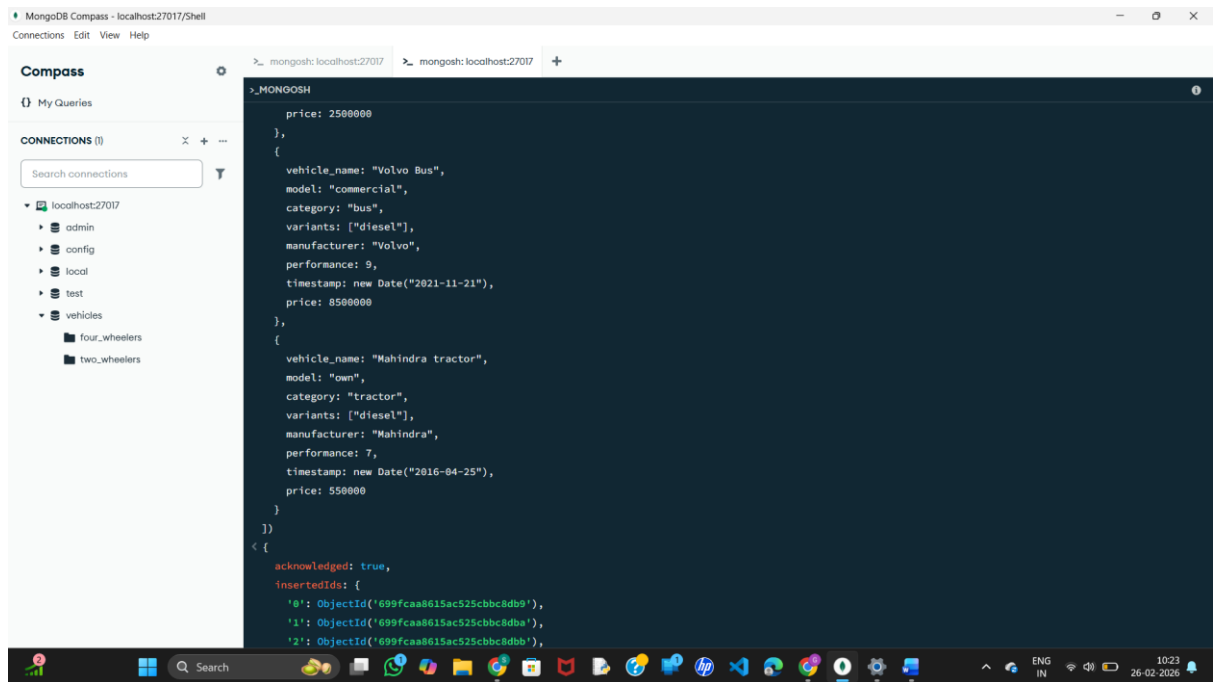 MongoDB Compass - localhost:27017/Shell
Connections Edit View Help
Compass
{} My Queries
CONNECTIONS (1)
Search connections
localhost:27017
admin
config
local
test
vehicles
four_wheelers
two_wheelers
>_ mongosh: localhost:27017 >_ mongosh: localhost:27017 +
>_MONGOSH
price: 2500000
},
{
vehicle_name: "Volvo Bus",
model: "commercial",
category: "bus",
variants: ["diesel"],
manufacturer: "Volvo",
performance: 9,
timestamp: new Date("2021-11-21"),
price: 8500000
},
{
vehicle_name: "Mahindra tractor",
model: "own",
category: "tractor",
variants: ["diesel"],
manufacturer: "Mahindra",
performance: 7,
timestamp: new Date("2016-04-25"),
price: 550000
}
])
< {
acknowledged: true,
insertedIds: {
'0': ObjectId('699fcaa8615ac525cbbc8db9'),
'1': ObjectId('699fcaa8615ac525cbbc8dba'),
'2': ObjectId('699fcaa8615ac525cbbc8dbb'),
2
Search
1
hp
ENG
IN
10:23
26-02-2026